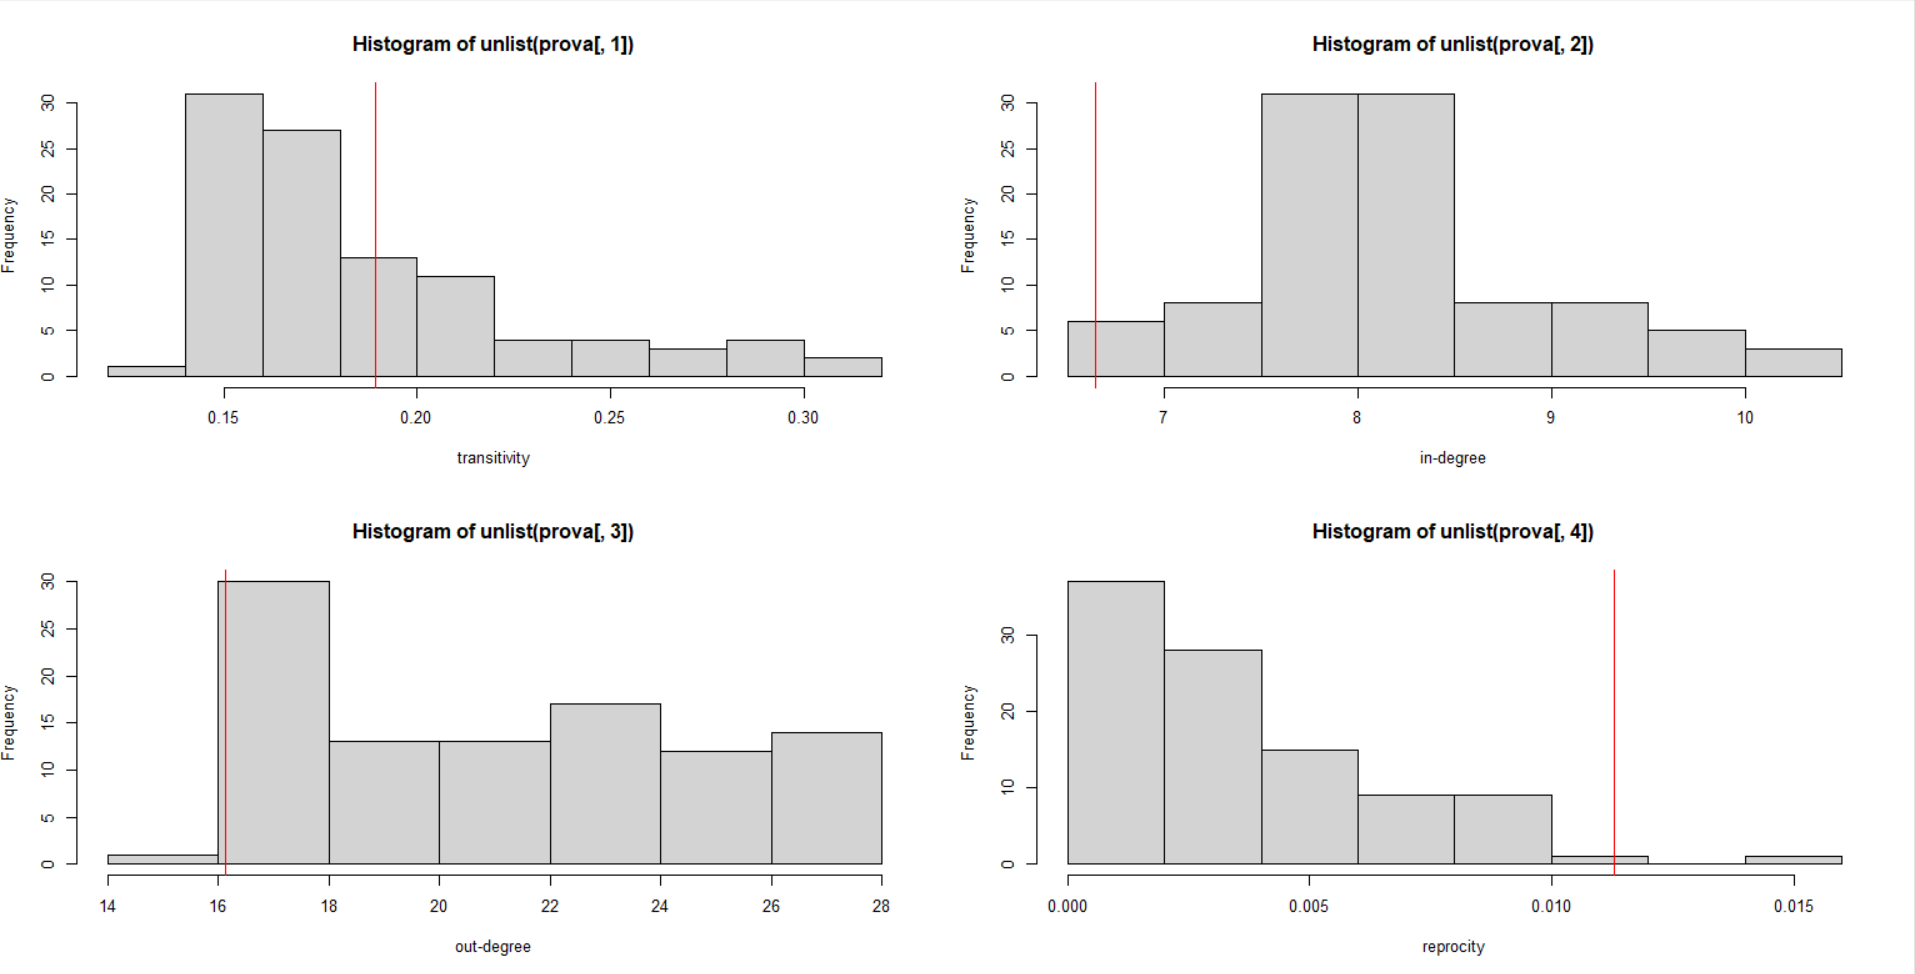 Histogram of unlist(prova[, 1])
Frequency
0 5 10 15 20 25 30
0.15 0.20 0.25 0.30
transitivity
Histogram of unlist(prova[, 2])
Frequency
0 5 10 15 20 25 30
7 8 9 10
in-degree
Histogram of unlist(prova[, 3])
Frequency
0 5 10 15 20 25 30
14 16 18 20 22 24 26 28
out-degree
Histogram of unlist(prova[, 4])
Frequency
0 10 20 30
0.000 0.005 0.010 0.015
reprocity